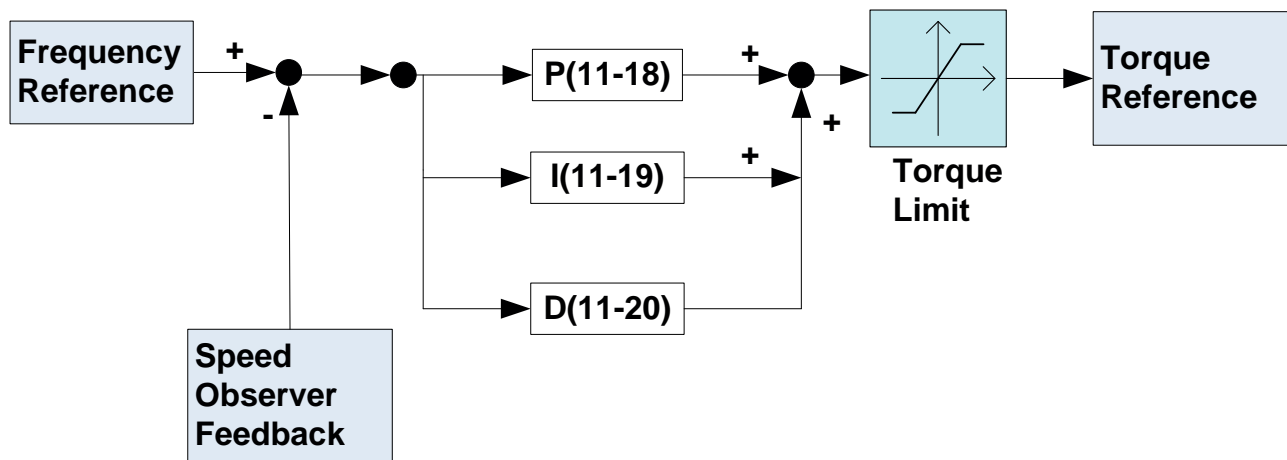 Frequency
Reference
+
-
P(11-18)
+
+
I(11-19)
+
D(11-20)
Torque
Limit
Torque
Reference
Speed
Observer
Feedback